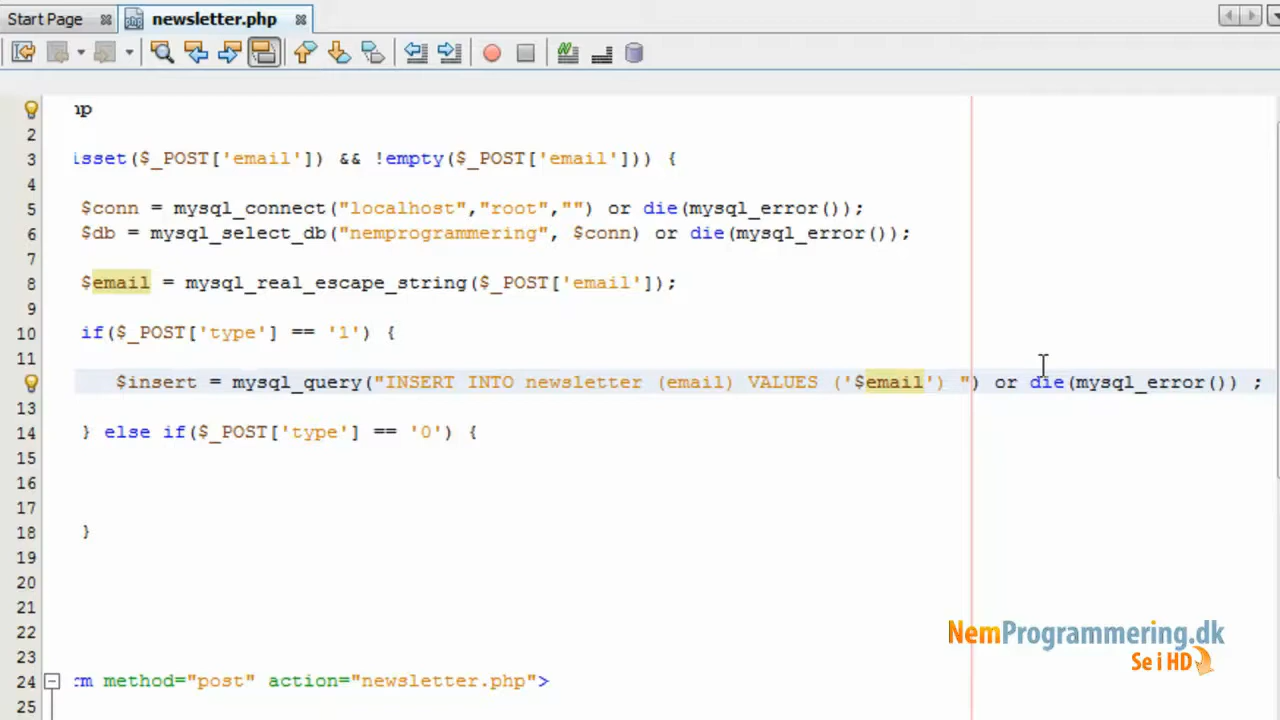 Start Page
newsletter.php
hp
2
3 isset($_POST['email']) && !empty($_POST['email'])) {
4
5 $conn = mysql_connect("localhost","root","") or die(mysql_error());
6 $db = mysql_select_db("nemprogrammering", $conn) or die(mysql_error());
7
8 $email = mysql_real_escape_string($_POST['email']);
9
10 if($_POST['type'] == '1') {
11
$insert = mysql_query("INSERT INTO newsletter (email) VALUES ('$email') ") or die(mysql_error()) ;
13
14 } else if($_POST['type'] == '0') {
15
16
17
18 }
19
20
21
22
23
24 rm method="post" action="newsletter.php">
25
NemProgrammering.dk
Se i HD